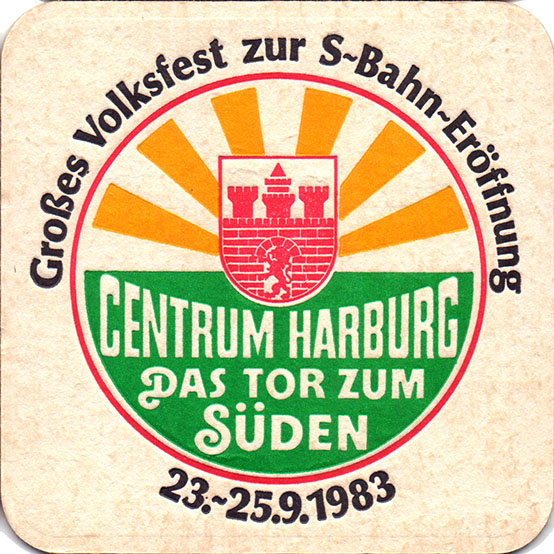 Großes Volksfest zur S-Bahn-Eröffnung
CENTRUM HARBURG
DAS TOR ZUM
SÜDEN
23.-25.9.1983